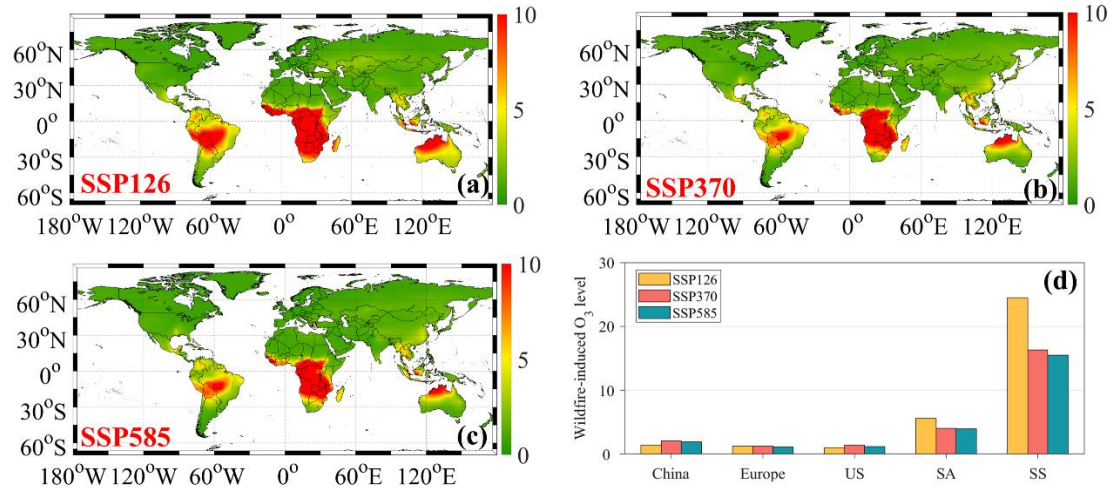 10
5
0
60°N
30°N
0°
30°S
60°S
180°W 120°W 60°W 0° 60°E 120°E
SSP126
(a)
10
5
0
60°N
30°N
0°
30°S
60°S
180°W 120°W 60°W 0° 60°E 120°E
SSP370
(b)
10
5
0
60°N
30°N
0°
30°S
60°S
180°W 120°W 60°W 0° 60°E 120°E
SSP585
(c)
Wildfire-induced O₃ level
30
20
10
0
SSP126
SSP370
SSP585
(d)
China Europe US SA SS